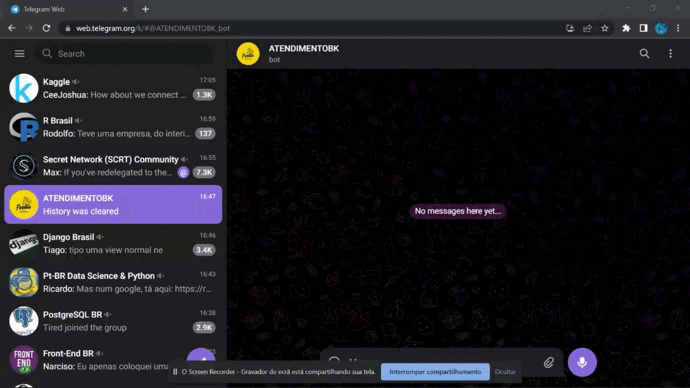 Telegram Web
web.telegram.org/k/#@ATENDIMENTOBK_bot
Search
Kaggle 17:05
CeeJoshua: How about we connect ... 1.3K
R Brasil 16:59
Rodolfo: Teve uma empresa, do interi... 137
Secret Network (SCRT) Community 16:55
Max: If you've redelegated to the... @ 7.3K
ATENDIMENTOBK 16:47
History was cleared
Django Brasil 16:46
Tiago: tipo uma view normal ne 3.4K
Pt-BR Data Science & Python 16:43
Ricardo: Mas num google, tá aqui: https://r...
PostgreSQL BR 16:38
Tired joined the group 2.9K
Front-End BR
Narciso: Eu apenas coloquei uma
ATENDIMENTOBK
bot
No messages here yet...
O Screen Recorder - Gravador de ecrã está compartilhando sua tela.
Interromper compartilhamento
Ocultar
FRONT
END
BR